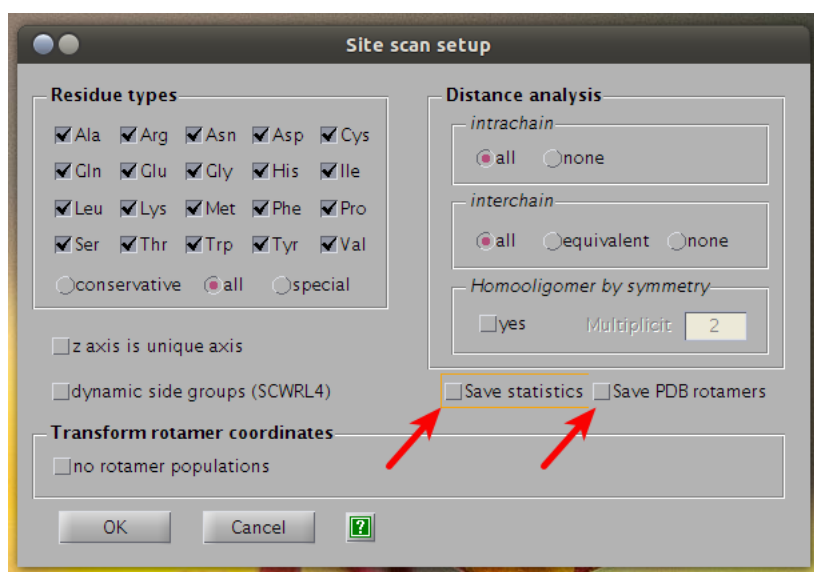 Site scan setup
Residue types
Ala Arg Asn Asp Cys
Gln Glu Gly His Ile
Leu Lys Met Phe Pro
Ser Thr Trp Tyr Val
conservative all special
z axis is unique axis
dynamic side groups (SCWRL4)
Distance analysis
intrachain
all none
interchain
all equivalent none
Homooligomer by symmetry
yes Multiplicit 2
Save statistics Save PDB rotamers
Transform rotamer coordinates
no rotamer populations
OK Cancel ?